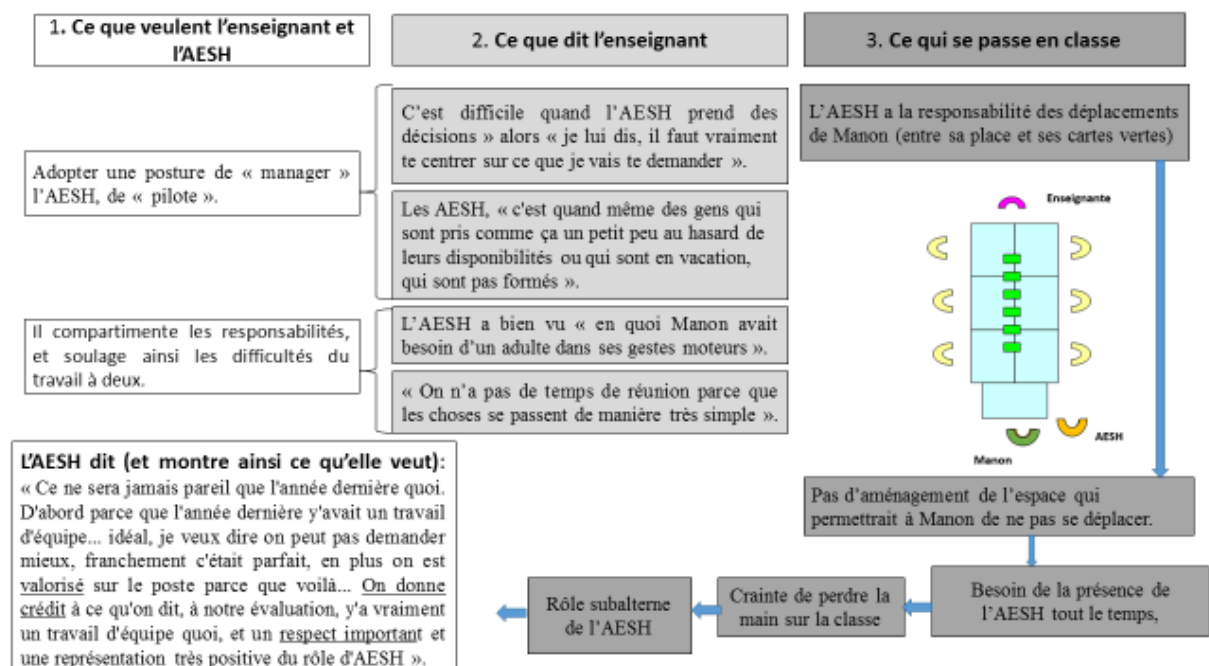 1. Ce que veulent l'enseignant et
l'AESH
2. Ce que dit l'enseignant
3. Ce qui se passe en classe
Adopter une posture de « manager »
l'AESH, de « pilote ».
C'est difficile quand l'AESH prend des
décisions » alors « je lui dis, il faut vraiment
te centrer sur ce que je vais te demander ».
Les AESH, « c'est quand même des gens qui
sont pris comme ça un petit peu au hasard de
leurs disponibilités ou qui sont en vacation,
qui sont pas formés ».
Il compartimente les responsabilités,
et soulage ainsi les difficultés du
travail à deux.
L'AESH a bien vu « en quoi Manon avait
besoin d'un adulte dans ses gestes moteurs ».
« On n'a pas de temps de réunion parce que
les choses se passent de manière très simple ».
L'AESH dit (et montre ainsi ce qu'elle veut):
« Ce ne sera jamais pareil que l'année dernière quoi.
D'abord parce que l'année dernière y'avait un travail
d'équipe... idéal, je veux dire on peut pas demander
mieux, franchement c'était parfait, en plus on est
valorisé sur le poste parce que voilà... On donne
crédit à ce qu'on dit, à notre évaluation, y'a vraiment
un travail d'équipe quoi, et un respect important et
une représentation très positive du rôle d'AESH ».
L'AESH a la responsabilité des déplacements
de Manon (entre sa place et ses cartes vertes)
Enseignante
AESH
Manon
Pas d'aménagement de l'espace qui
permettrait à Manon de ne pas se déplacer.
Besoin de la présence de
l'AESH tout le temps,
Crainte de perdre la
main sur la classe
Rôle subalterne
de l'AESH